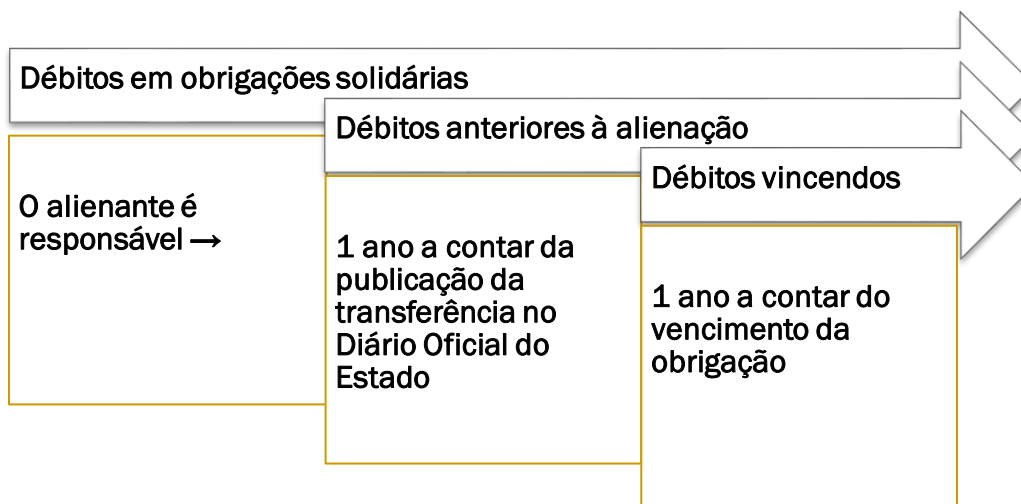 Débitos em obrigações solidárias
O alienante é
responsável →
Débitos anteriores à alienação
1 ano a contar da
publicação da
transferência no
Diário Oficial do
Estado
Débitos vincendos
1 ano a contar do
vencimento da
obrigação